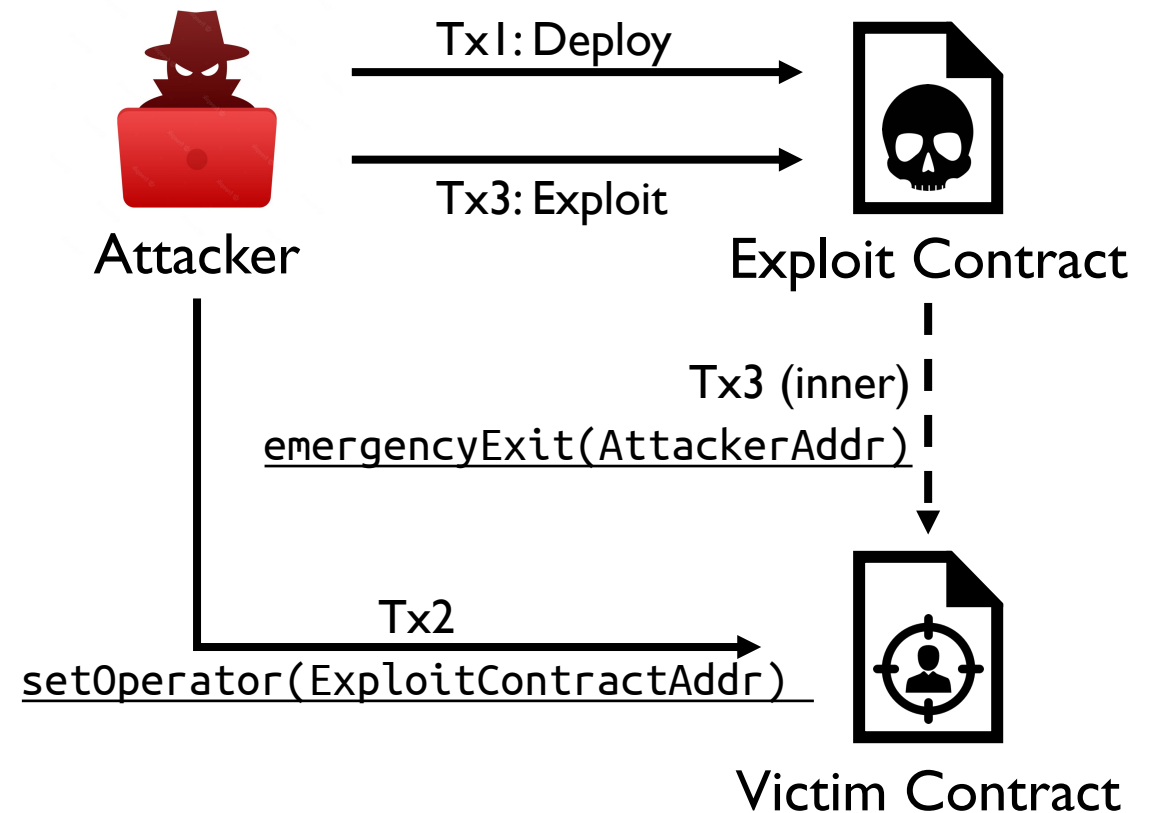 Tx1: Deploy
Tx3: Exploit
Attacker
Exploit Contract
Tx3 (inner)
emergencyExit(AttackerAddr)
Tx2
setOperator(ExploitContractAddr)
Victim Contract